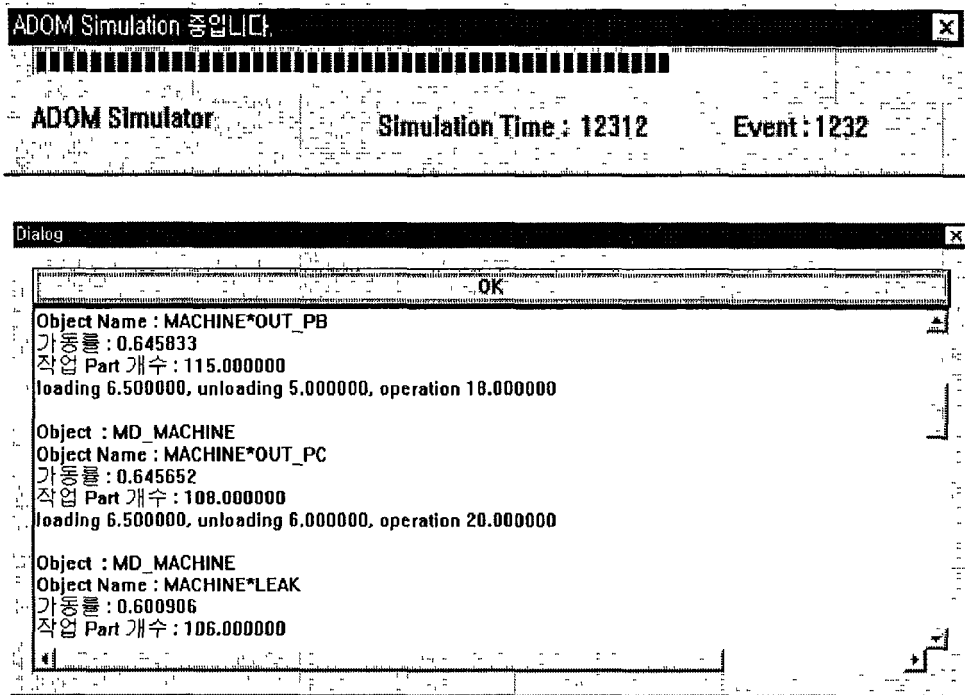 ADOM Simulation 중입니다.
ADOM Simulator
Simulation Time : 12312
Event : 1232
Dialog
OK
Object Name : MACHINE*OUT_PB
가동률 : 0.645833
작업 Part 개수 : 115.000000
loading 6.500000, unloading 5.000000, operation 18.000000
Object : MD_MACHINE
Object Name : MACHINE*OUT_PC
가동률 : 0.645652
작업 Part 개수 : 108.000000
loading 6.500000, unloading 6.000000, operation 20.000000
Object : MD_MACHINE
Object Name : MACHINE*LEAK
가동률 : 0.600906
작업 Part 개수 : 106.000000